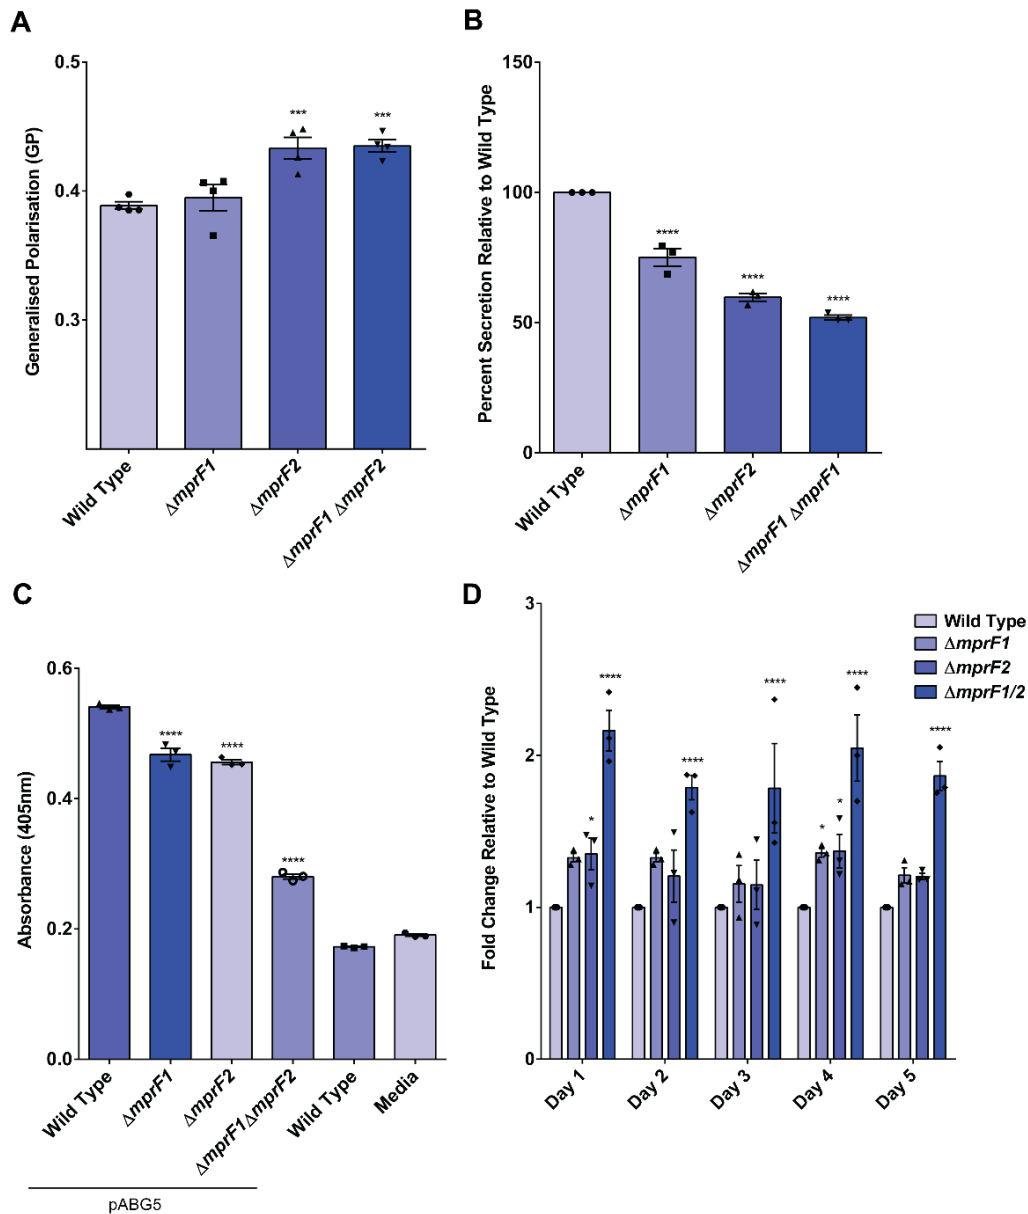 A
Generalised Polarisation (GP)
0.5
0.4
0.3
***
***
Wild Type
ΔmprF1
ΔmprF2
ΔmprF1 ΔmprF2
B
Percent Secretion Relative to Wild Type
150
100
50
0
****
****
****
Wild Type
ΔmprF1
ΔmprF2
ΔmprF1 ΔmprF1
C
Absorbance (405nm)
0.6
0.4
0.2
0.0
****
****
****
Wild Type
ΔmprF1
ΔmprF2
ΔmprF1ΔmprF2
Wild Type
Media
pABG5
D
Fold Change Relative to Wild Type
3
2
1
0
Wild Type
ΔmprF1
ΔmprF2
ΔmprF1/2
*
****
****
****
*
*
****
****
Day 1
Day 2
Day 3
Day 4
Day 5